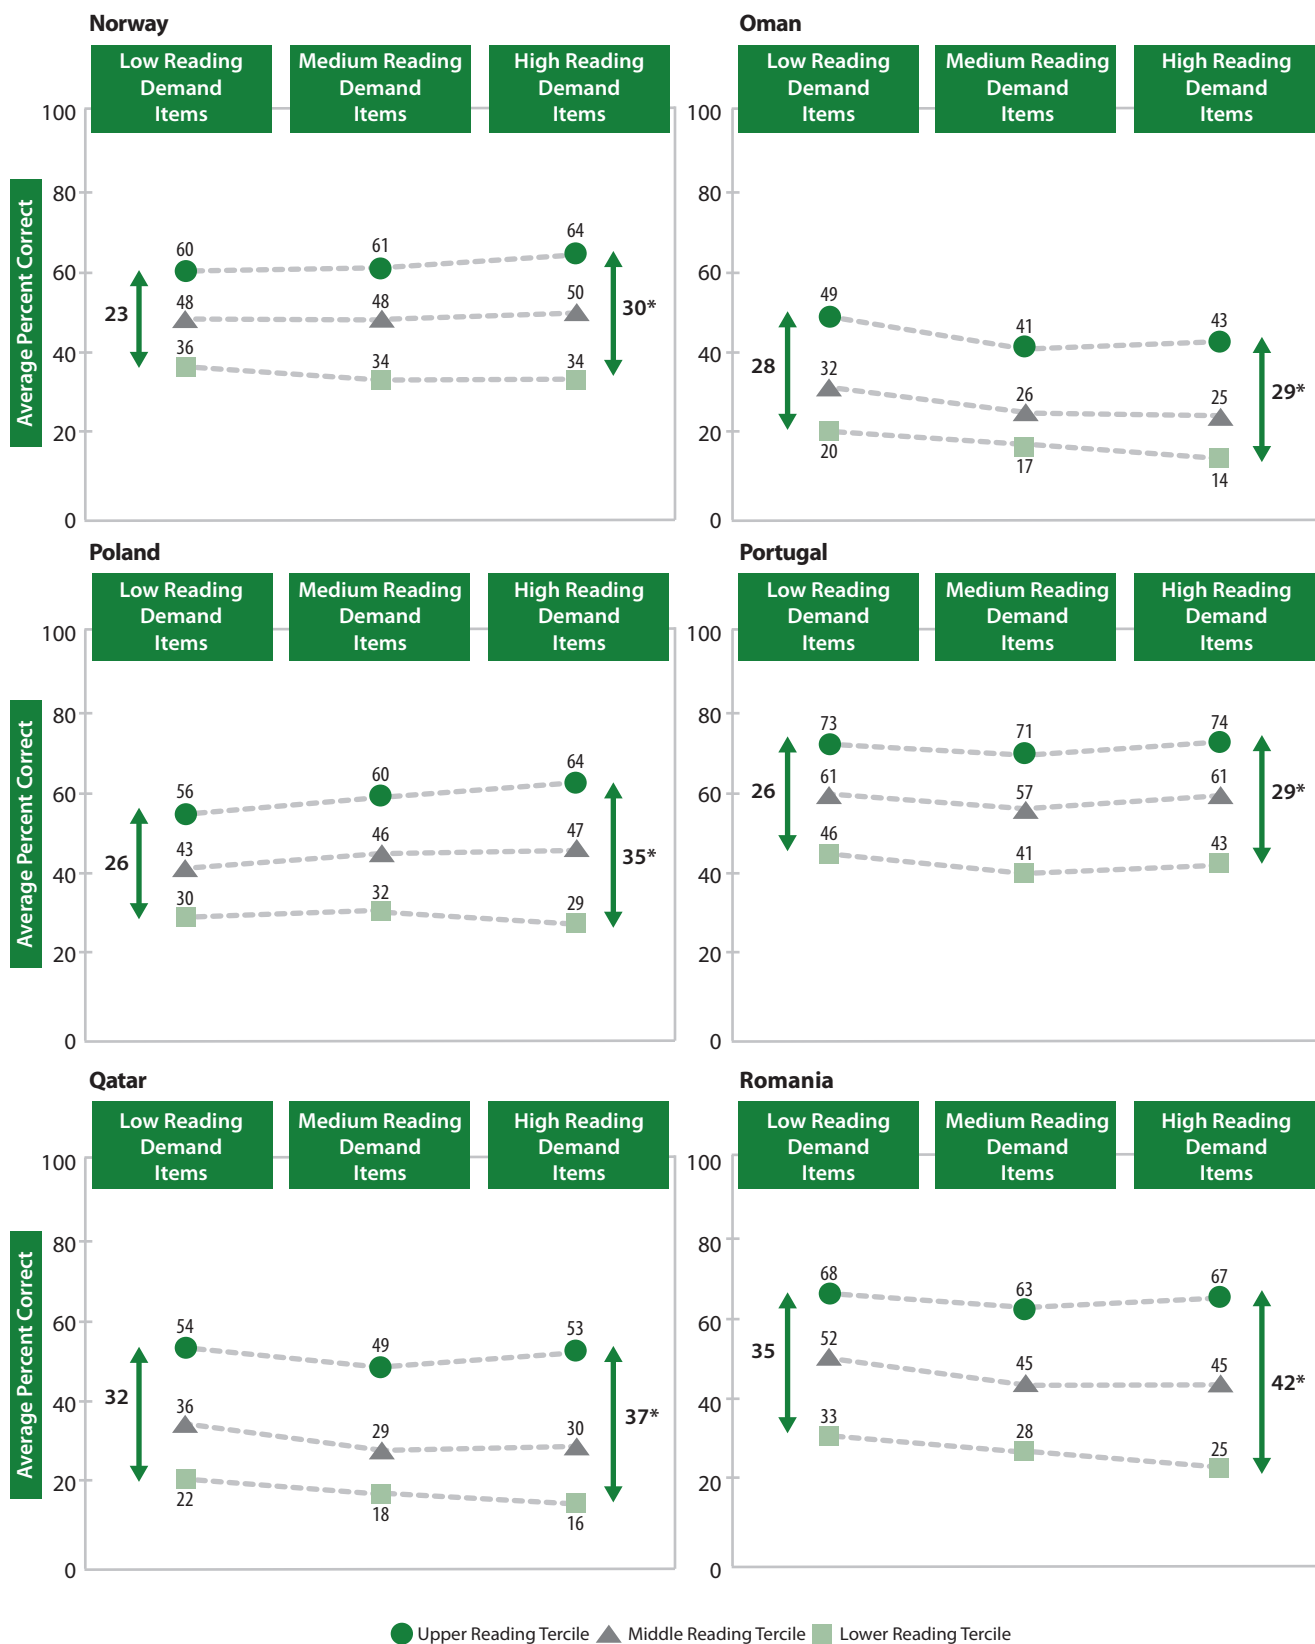 Norway
Low Reading
Demand
Items
Medium Reading
Demand
Items
High Reading
Demand
Items
100
80
60
40
20
0
Average Percent Correct
60
61
64
48
48
50
36
34
34
23
30*
Oman
Low Reading
Demand
Items
Medium Reading
Demand
Items
High Reading
Demand
Items
100
80
60
40
20
0
49
41
43
32
26
25
20
17
14
28
29*
Poland
Low Reading
Demand
Items
Medium Reading
Demand
Items
High Reading
Demand
Items
100
80
60
40
20
0
Average Percent Correct
56
60
64
43
46
47
30
32
29
26
35*
Portugal
Low Reading
Demand
Items
Medium Reading
Demand
Items
High Reading
Demand
Items
100
80
60
40
20
0
73
71
74
61
57
61
46
41
43
26
29*
Qatar
Low Reading
Demand
Items
Medium Reading
Demand
Items
High Reading
Demand
Items
100
80
60
40
20
0
Average Percent Correct
54
49
53
36
29
30
22
18
16
32
37*
Romania
Low Reading
Demand
Items
Medium Reading
Demand
Items
High Reading
Demand
Items
100
80
60
40
20
0
68
63
67
52
45
45
33
28
25
35
42*
Upper Reading Tercile Middle Reading Tercile Lower Reading Tercile